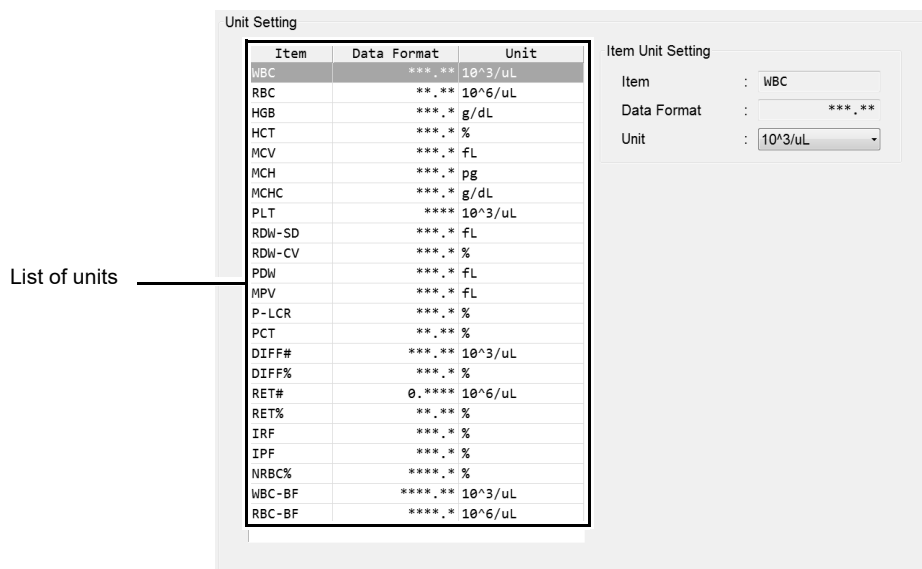 Unit Setting
Item Data Format Unit
WBC ***.** 10^3/uL
RBC **.** 10^6/uL
HGB ***.* g/dL
HCT ***.* %
MCV ***.* fL
MCH ***.* pg
MCHC ***.* g/dL
PLT **** 10^3/uL
RDW-SD ***.* fL
RDW-CV ***.* %
PDW ***.* fL
MPV ***.* fL
P-LCR ***.* %
PCT **.** %
DIFF# ***.** 10^3/uL
DIFF% ***.* %
RET# 0.**** 10^6/uL
RET% **.** %
IRF ***.* %
IPF ***.* %
NRBC% ****.* %
WBC-BF ****.** 10^3/uL
RBC-BF ****.* 10^6/uL
List of units
Item Unit Setting
Item : WBC
Data Format : ***.**
Unit : 10^3/uL